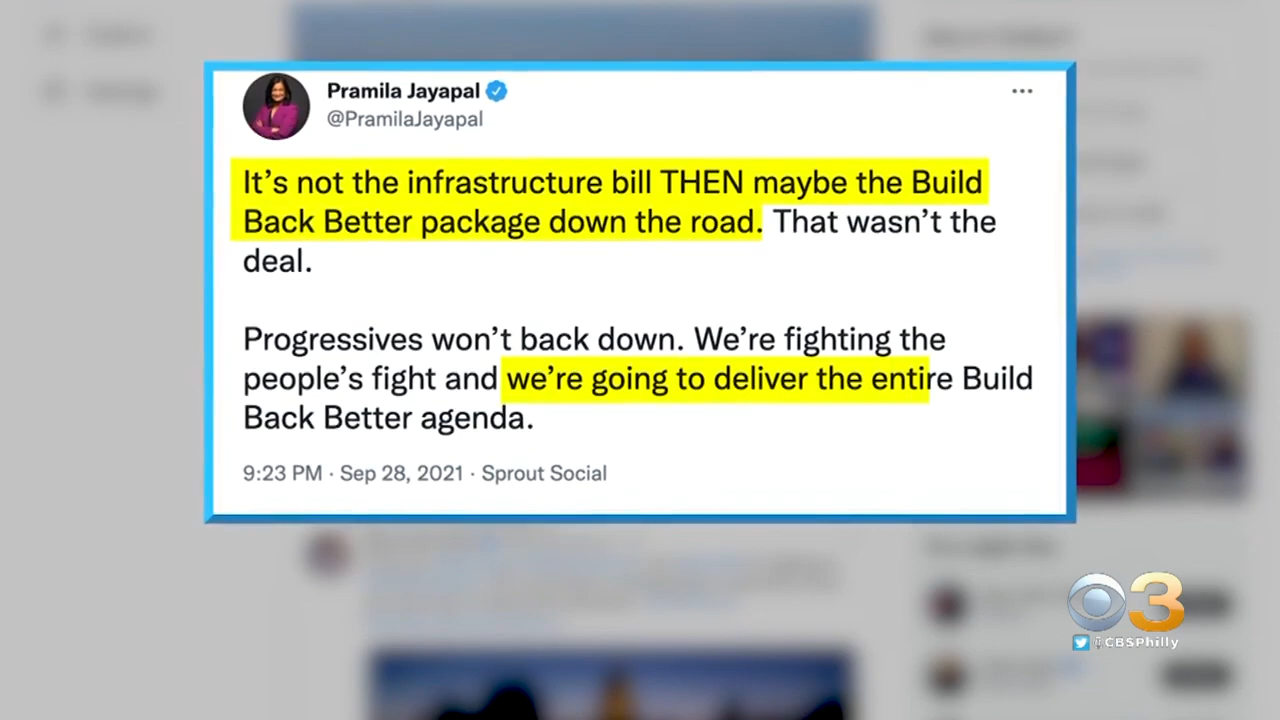 Pramila Jayapal
@PramilaJayapal
It’s not the infrastructure bill THEN maybe the Build
Back Better package down the road. That wasn’t the
deal.
Progressives won’t back down. We’re fighting the
people’s fight and we’re going to deliver the entire Build
Back Better agenda.
9:23 PM · Sep 28, 2021 · Sprout Social
3
@CBSPhilly